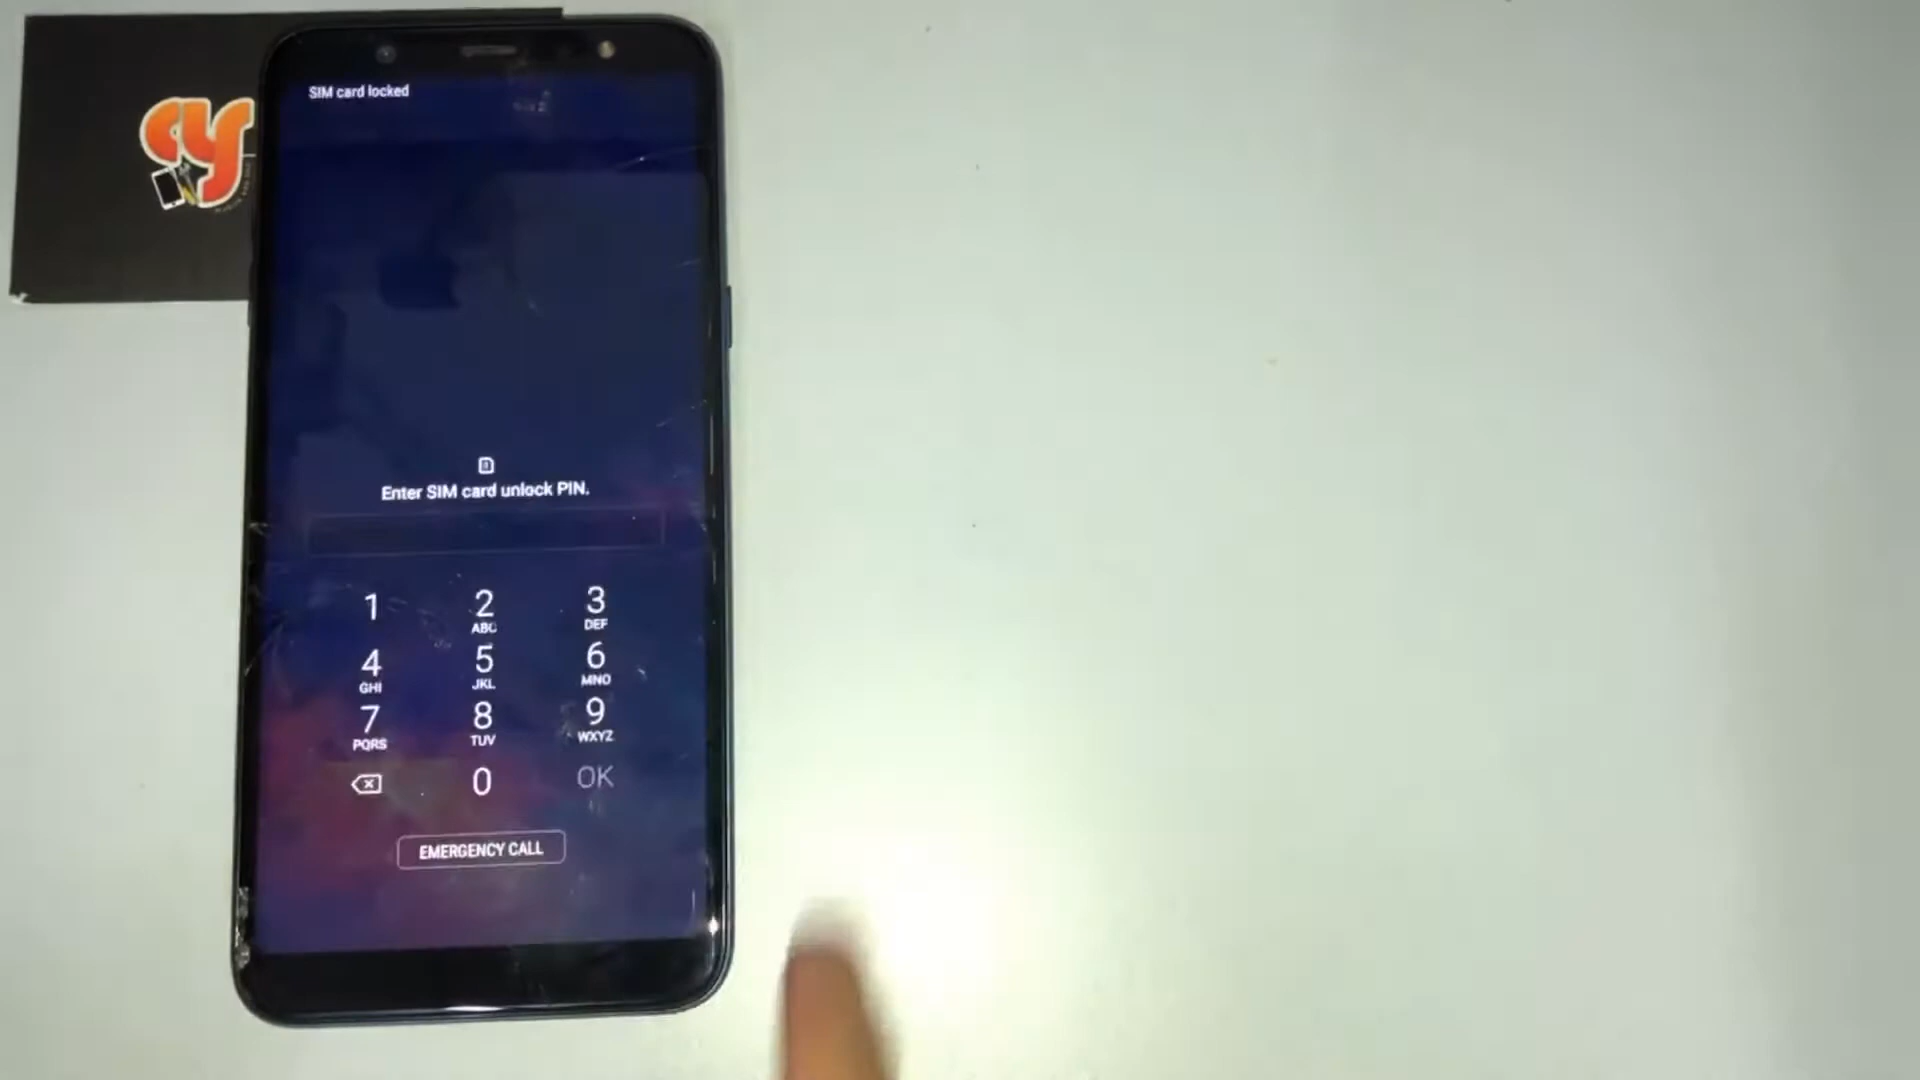 CYS
SIM card locked
Enter SIM card unlock PIN.
1
2
ABC
3
DEF
4
GHI
5
JKL
6
MNO
7
PQRS
8
TUV
9
WXYZ
0
OK
EMERGENCY CALL